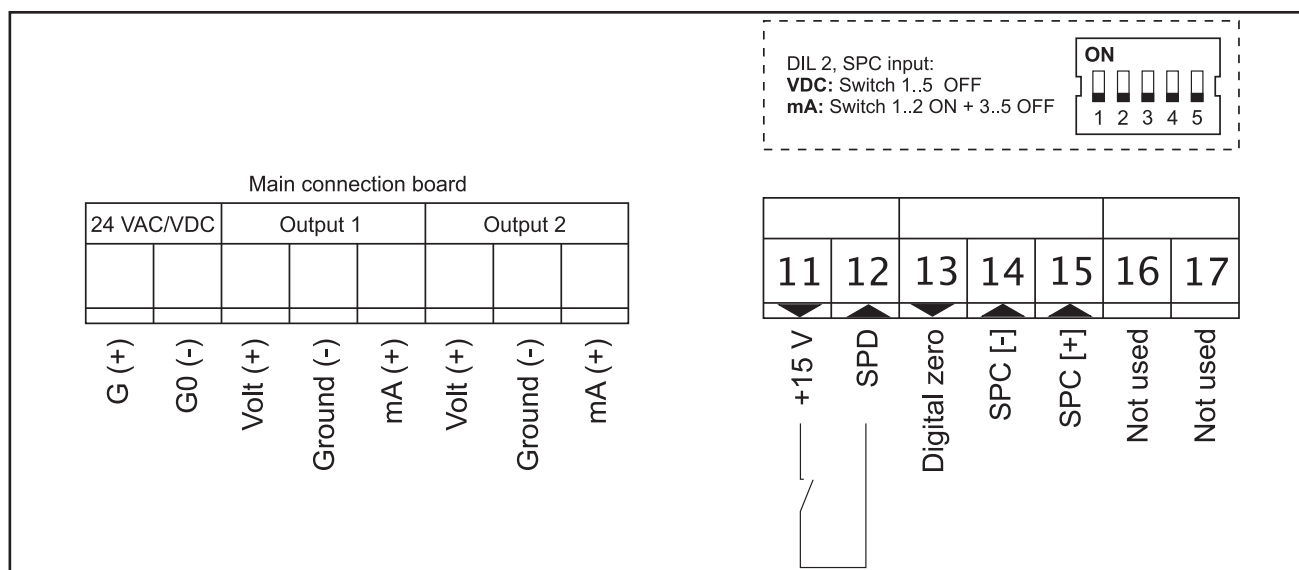 DIL 2, SPC input:
VDC: Switch 1..5 OFF
mA: Switch 1..2 ON + 3..5 OFF
ON
1 2 3 4 5
Main connection board
24 VAC/VDC Output 1 Output 2
G (+)
G0 (-)
Volt (+)
Ground (-)
mA (+)
Volt (+)
Ground (-)
mA (+)
11 12 13 14 15 16 17
+15 V
SPD
Digital zero
SPC [-]
SPC [+]
Not used
Not used